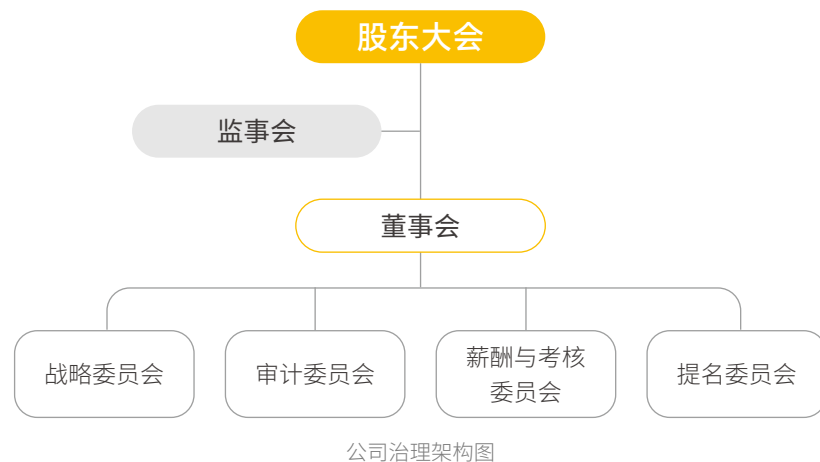 股东大会
监事会
董事会
战略委员会
审计委员会
薪酬与考核
委员会
提名委员会
公司治理架构图